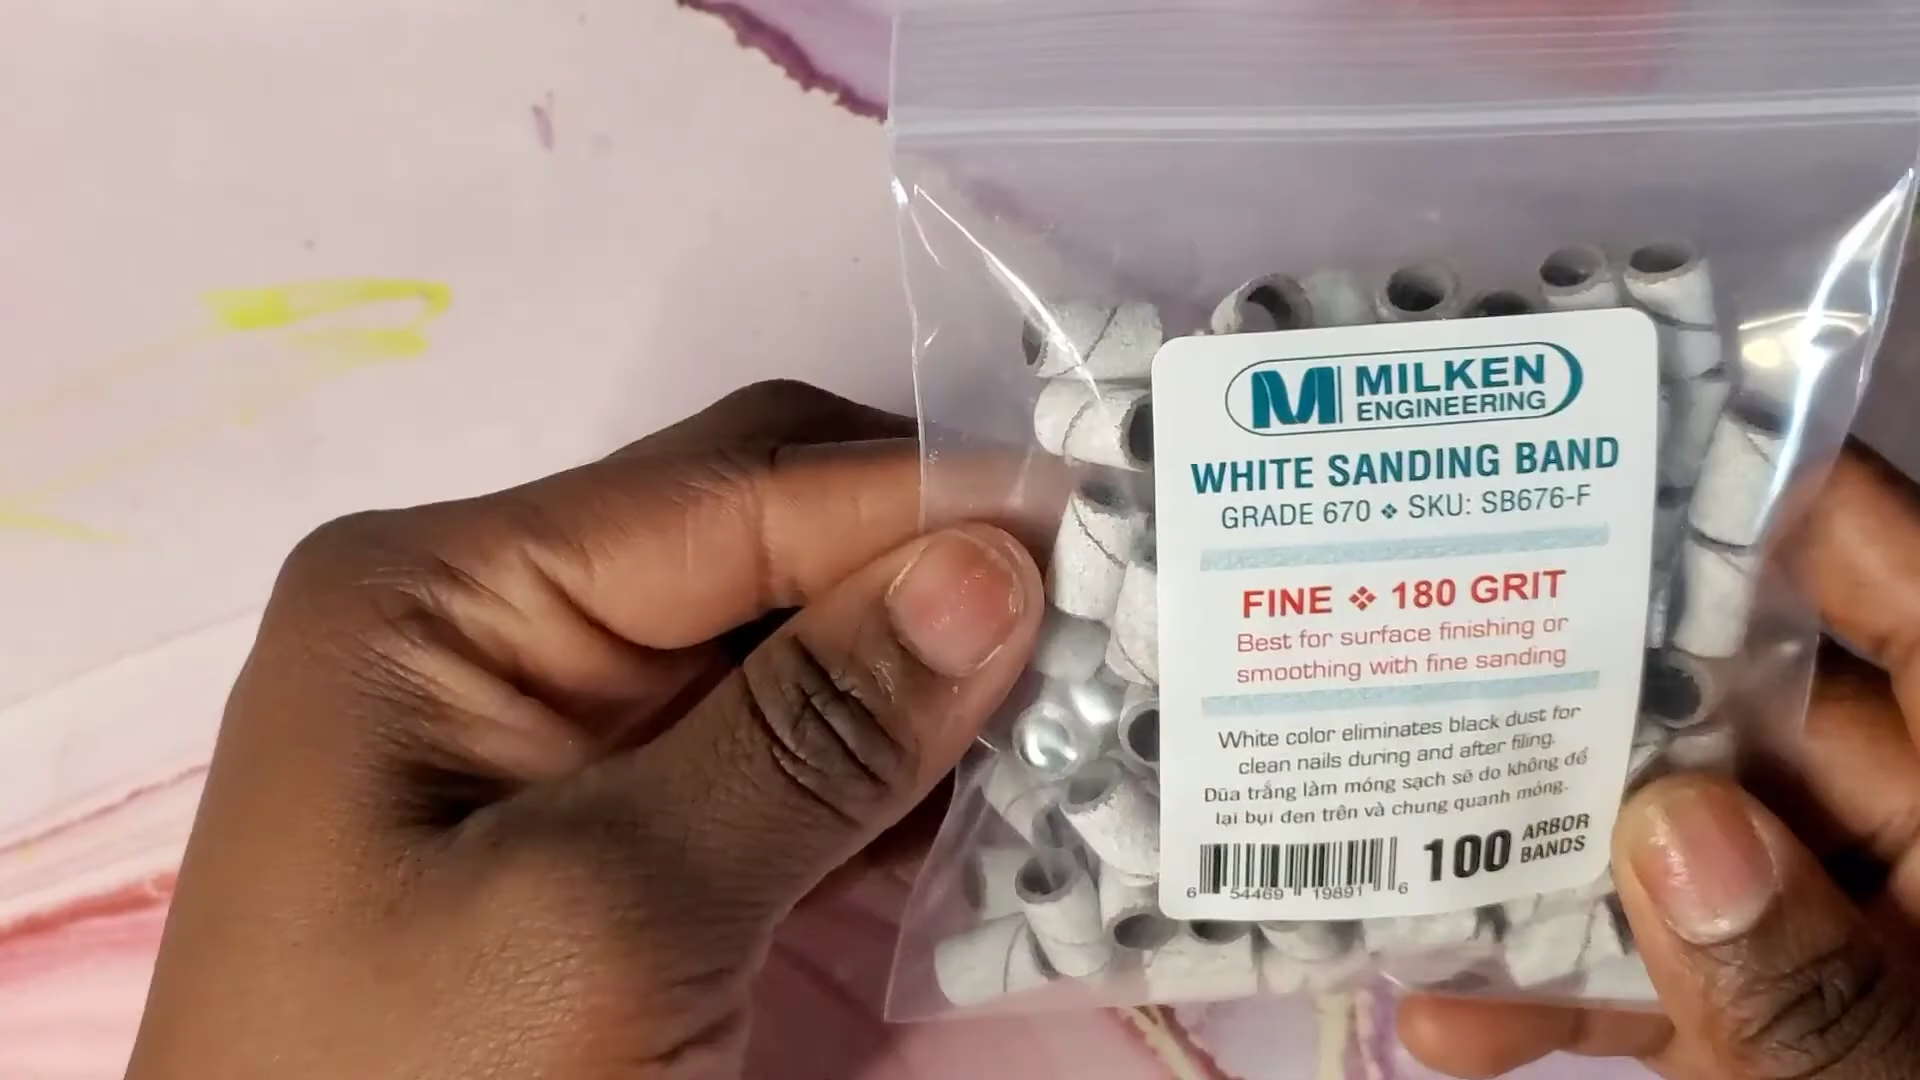 M MILKEN
ENGINEERING
WHITE SANDING BAND
GRADE 670 ❖ SKU: SB676-F
FINE ❖ 180 GRIT
Best for surface finishing or
smoothing with fine sanding
White color eliminates black dust for
clean nails during and after filing.
Dũa trắng làm móng sạch sẽ do không để
lại bụi đen trên và chung quanh móng.
6 54469 19891 6
100 ARBOR
BANDS